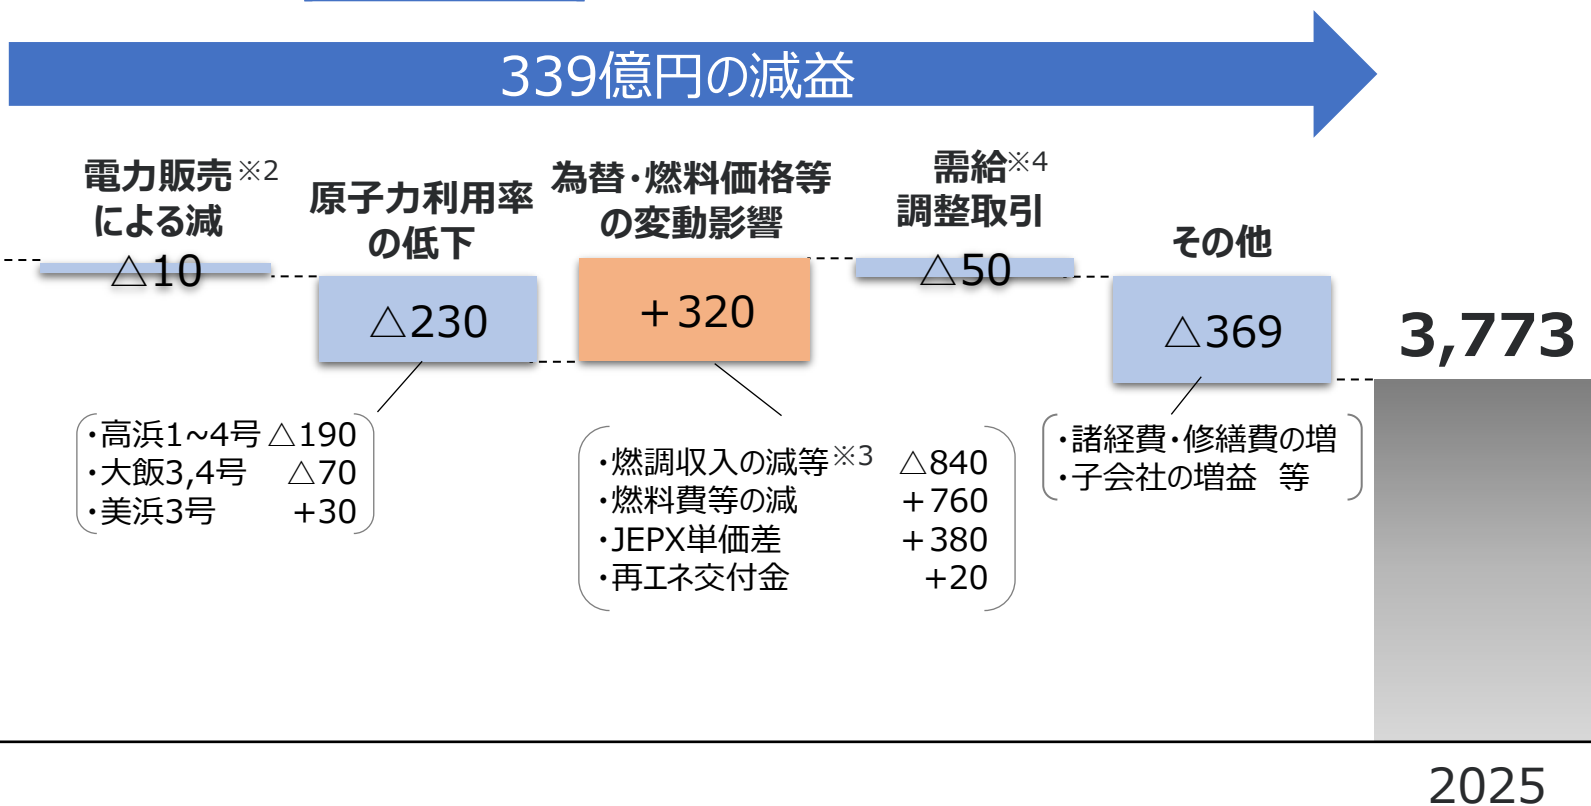 339億円の減益
電力販売※2
による減
△10
原子力利用率
の低下
△230
・高浜1~4号 △190
・大飯3,4号 △70
・美浜3号 +30
為替・燃料価格等
の変動影響
＋320
・燃調収入の減等※3 △840
・燃料費等の減 ＋760
・JEPX単価差 ＋380
・再エネ交付金 +20
需給※4
調整取引
△50
その他
△369
・諸経費・修繕費の増
・子会社の増益 等
3,773
2025